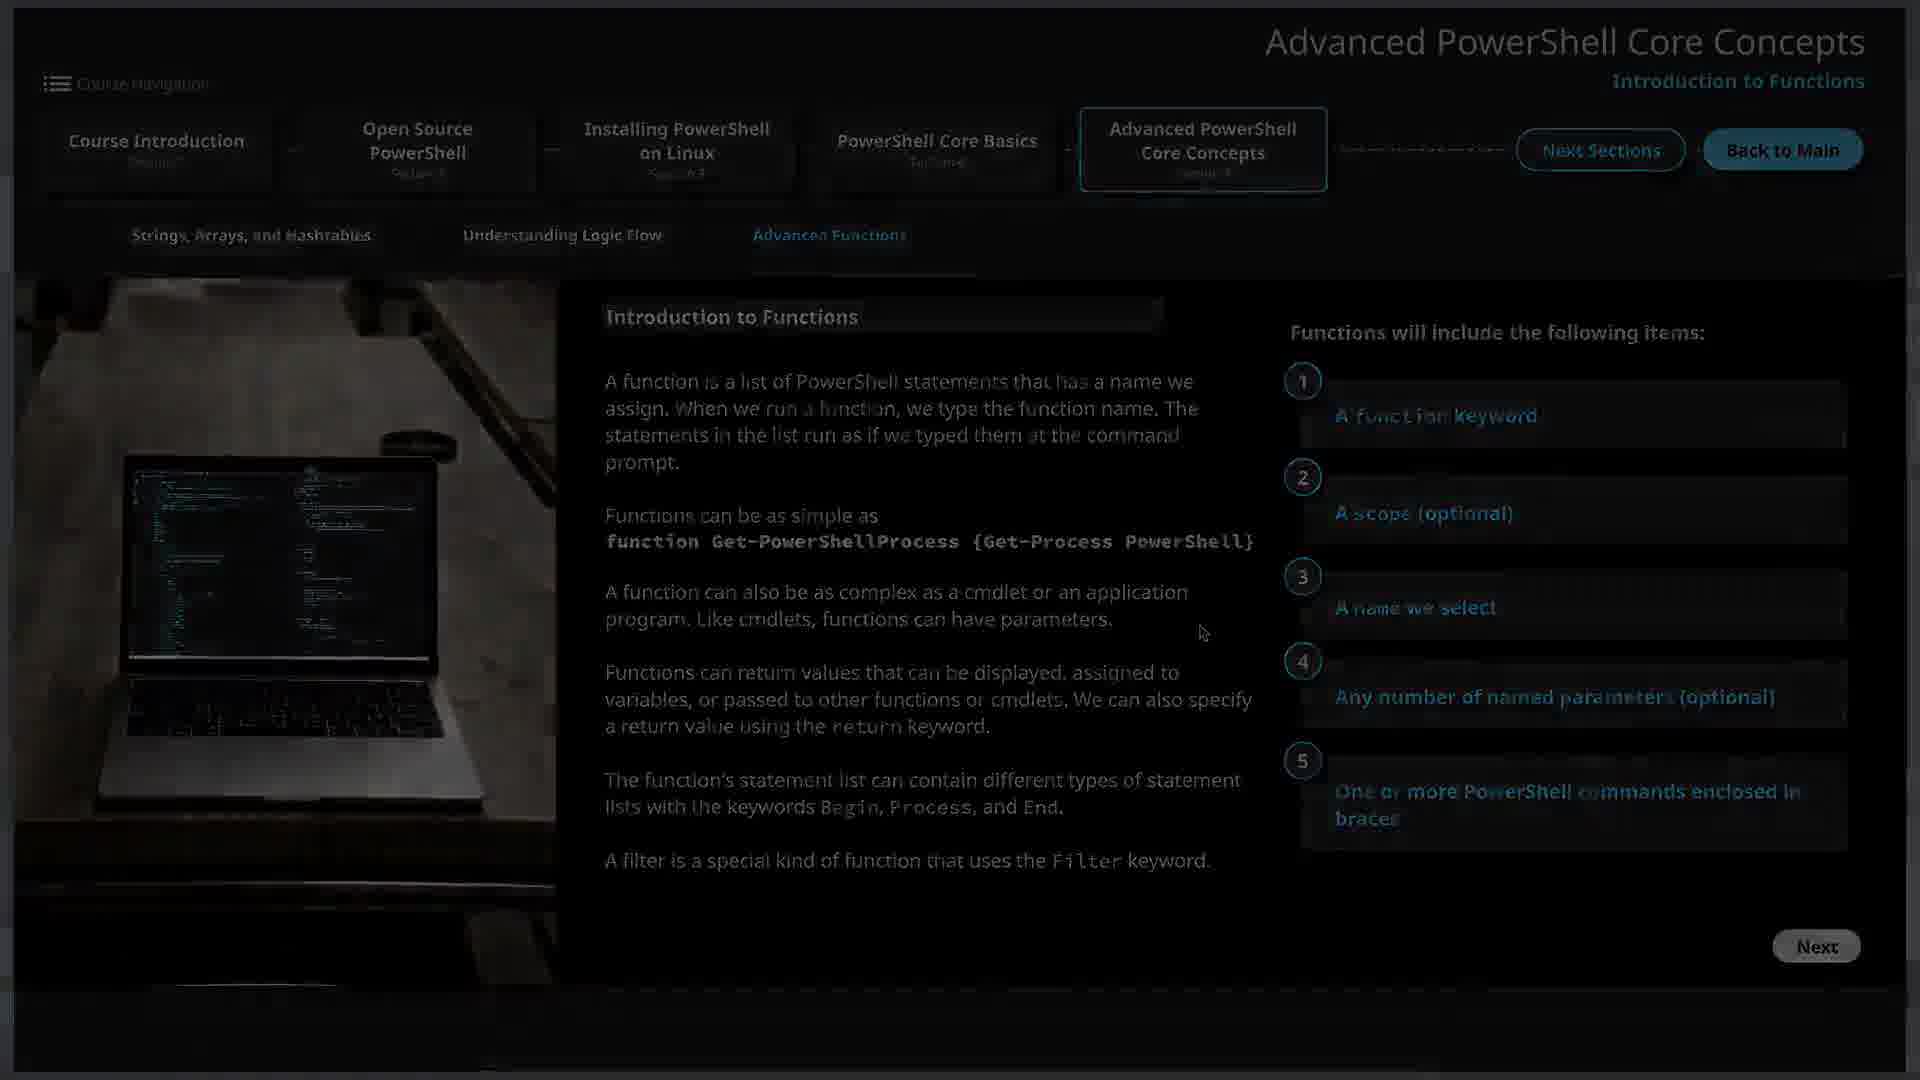 Advanced PowerShell Core Concepts
Introduction to Functions
Course Navigation
Course Introduction
Open Source
PowerShell
Installing PowerShell
on Linux
PowerShell Core Basics
Advanced PowerShell
Core Concepts
Next Sections
Back to Main
Strings, Arrays, and Hashtables
Understanding Logic Flow
Advanced Functions
Introduction to Functions
A function is a list of PowerShell statements that has a name we
assign. When we run a function, we type the function name. The
statements in the list run as if we typed them at the command
prompt.
Functions can be as simple as
function Get-PowerShellProcess {Get-Process PowerShell}
A function can also be as complex as a cmdlet or an application
program. Like cmdlets, functions can have parameters.
Functions can return values that can be displayed, assigned to
variables, or passed to other functions or cmdlets. We can also specify
a return value using the return keyword.
The function's statement list can contain different types of statement
lists with the keywords Begin, Process, and End.
A filter is a special kind of function that uses the Filter keyword.
Functions will include the following items:
1
A function keyword
2
A scope (optional)
3
A name we select
4
Any number of named parameters (optional)
5
One or more PowerShell commands enclosed in
braces
Next